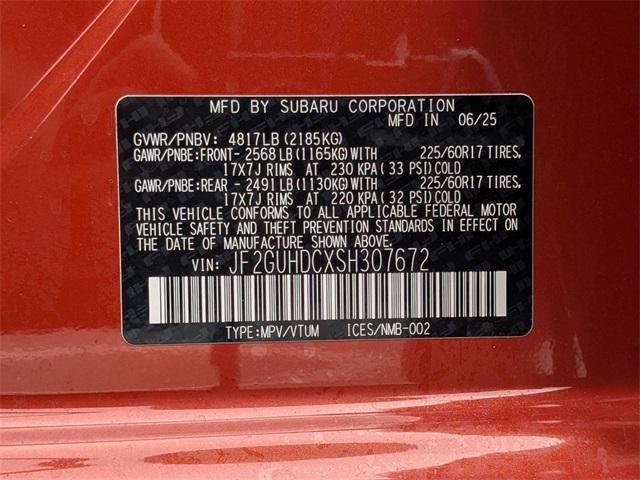 MFD BY SUBARU CORPORATION
MFD IN 06/25
GVWR/PNBV: 4817LB (2185KG)
GAWR/PNBE:FRONT- 2568 LB (1165KG)WITH 225/60R17 TIRES,
17X7J RIMS AT 230 KPA (33 PSI)COLD
GAWR/PNBE:REAR - 2491 LB (1130KG)WITH 225/60R17 TIRES,
17X7J RIMS AT 220 KPA (32 PSI)COLD
THIS VEHICLE CONFORMS TO ALL APPLICABLE FEDERAL MOTOR
VEHICLE SAFETY AND THEFT PREVENTION STANDARDS IN EFFECT ON
THE DATE OF MANUFACTURE SHOWN ABOVE.
VIN: JF2GUHDCXSH307672
TYPE:MPV/VTUM ICES/NMB-002